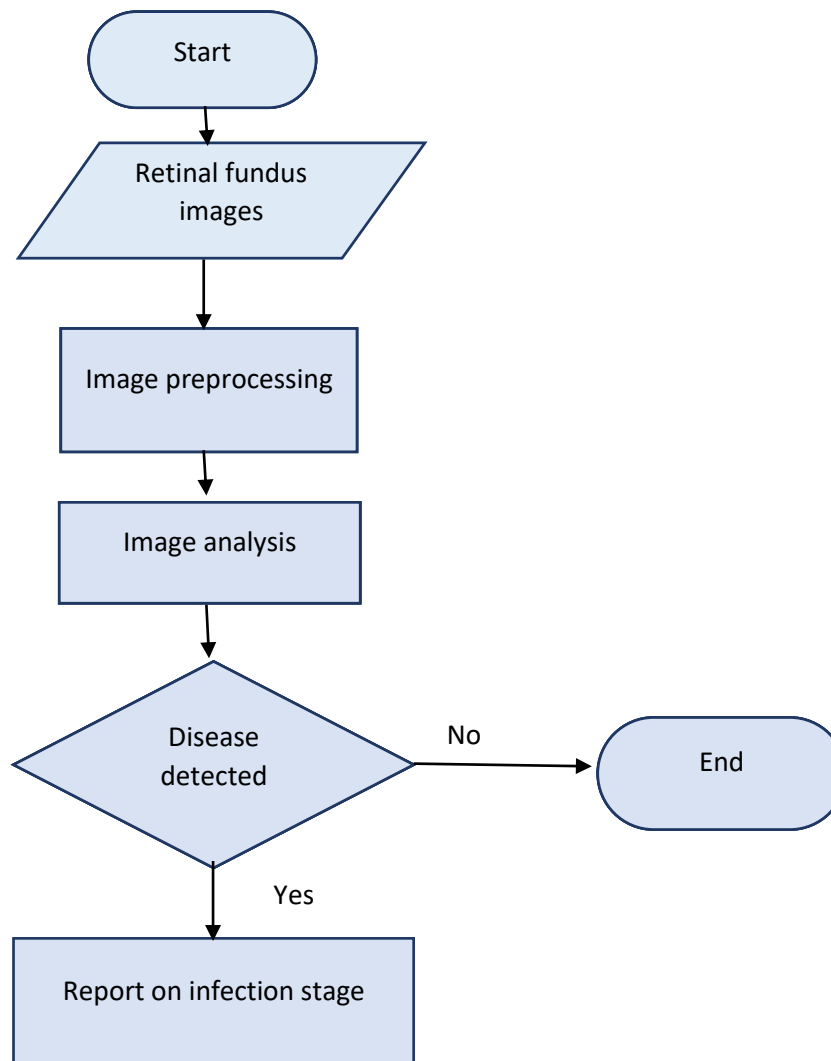 Start
Retinal fundus
images
Image preprocessing
Image analysis
Disease
detected
No
End
Yes
Report on infection stage